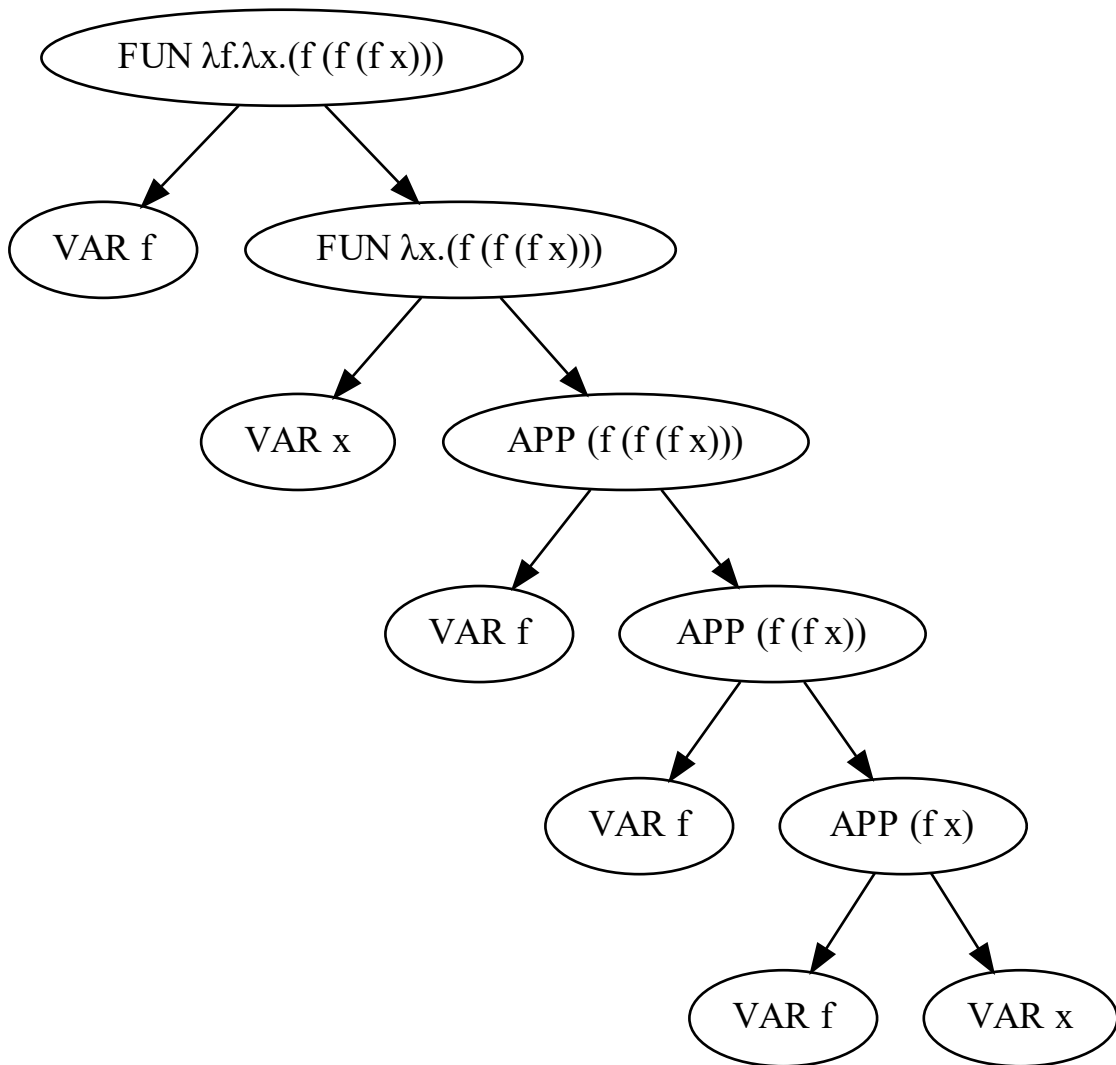 FUN λf.λx.(f (f (f x)))
VAR f
FUN λx.(f (f (f x)))
VAR x
APP (f (f (f x)))
VAR f
APP (f (f x))
VAR f
APP (f x)
VAR f
VAR x